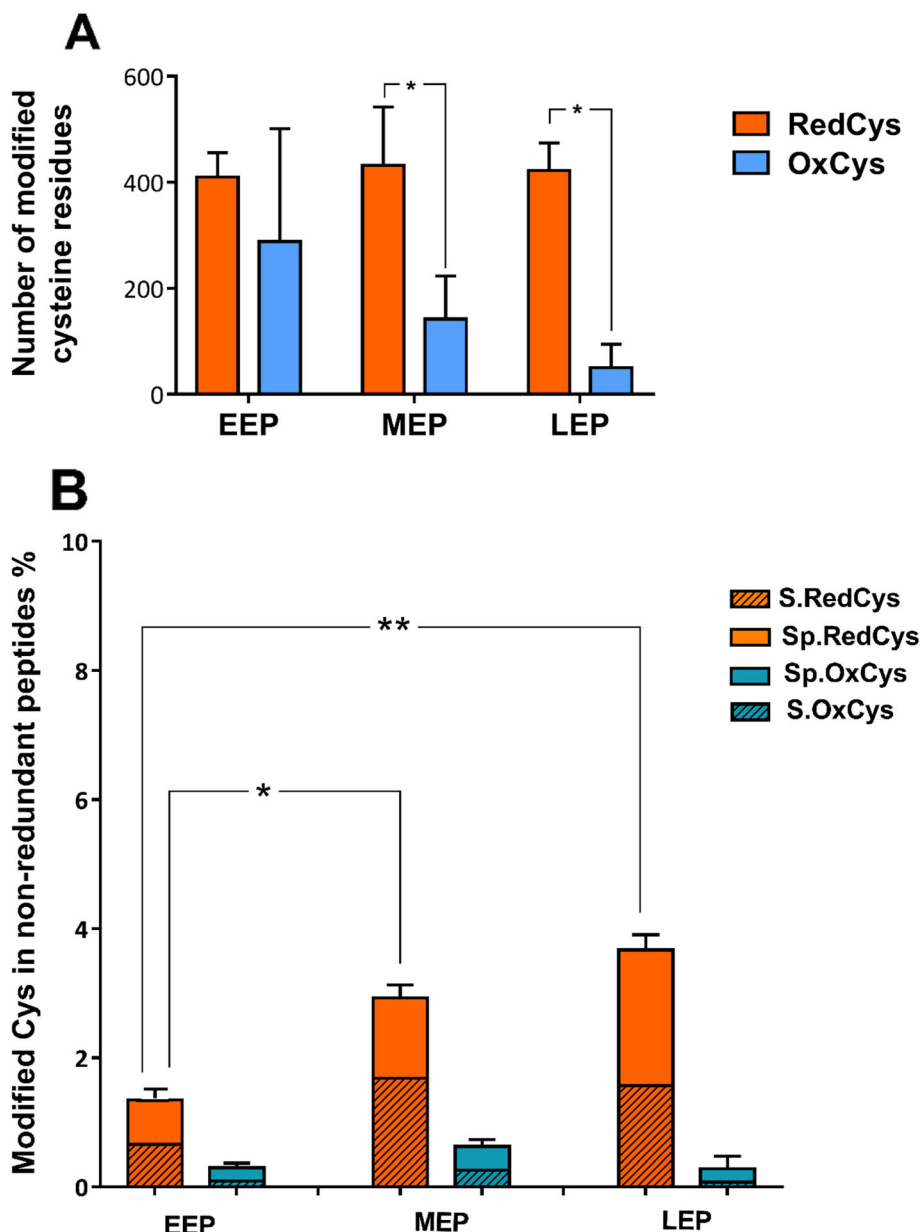 A
Number of modified
cysteine residues
600
400
200
0
*
*
EEP
MEP
LEP
RedCys
OxCys
B
Modified Cys in non-redundant peptides %
10
8
6
4
2
0
**
*
EEP
MEP
LEP
S.RedCys
Sp.RedCys
Sp.OxCys
S.OxCys